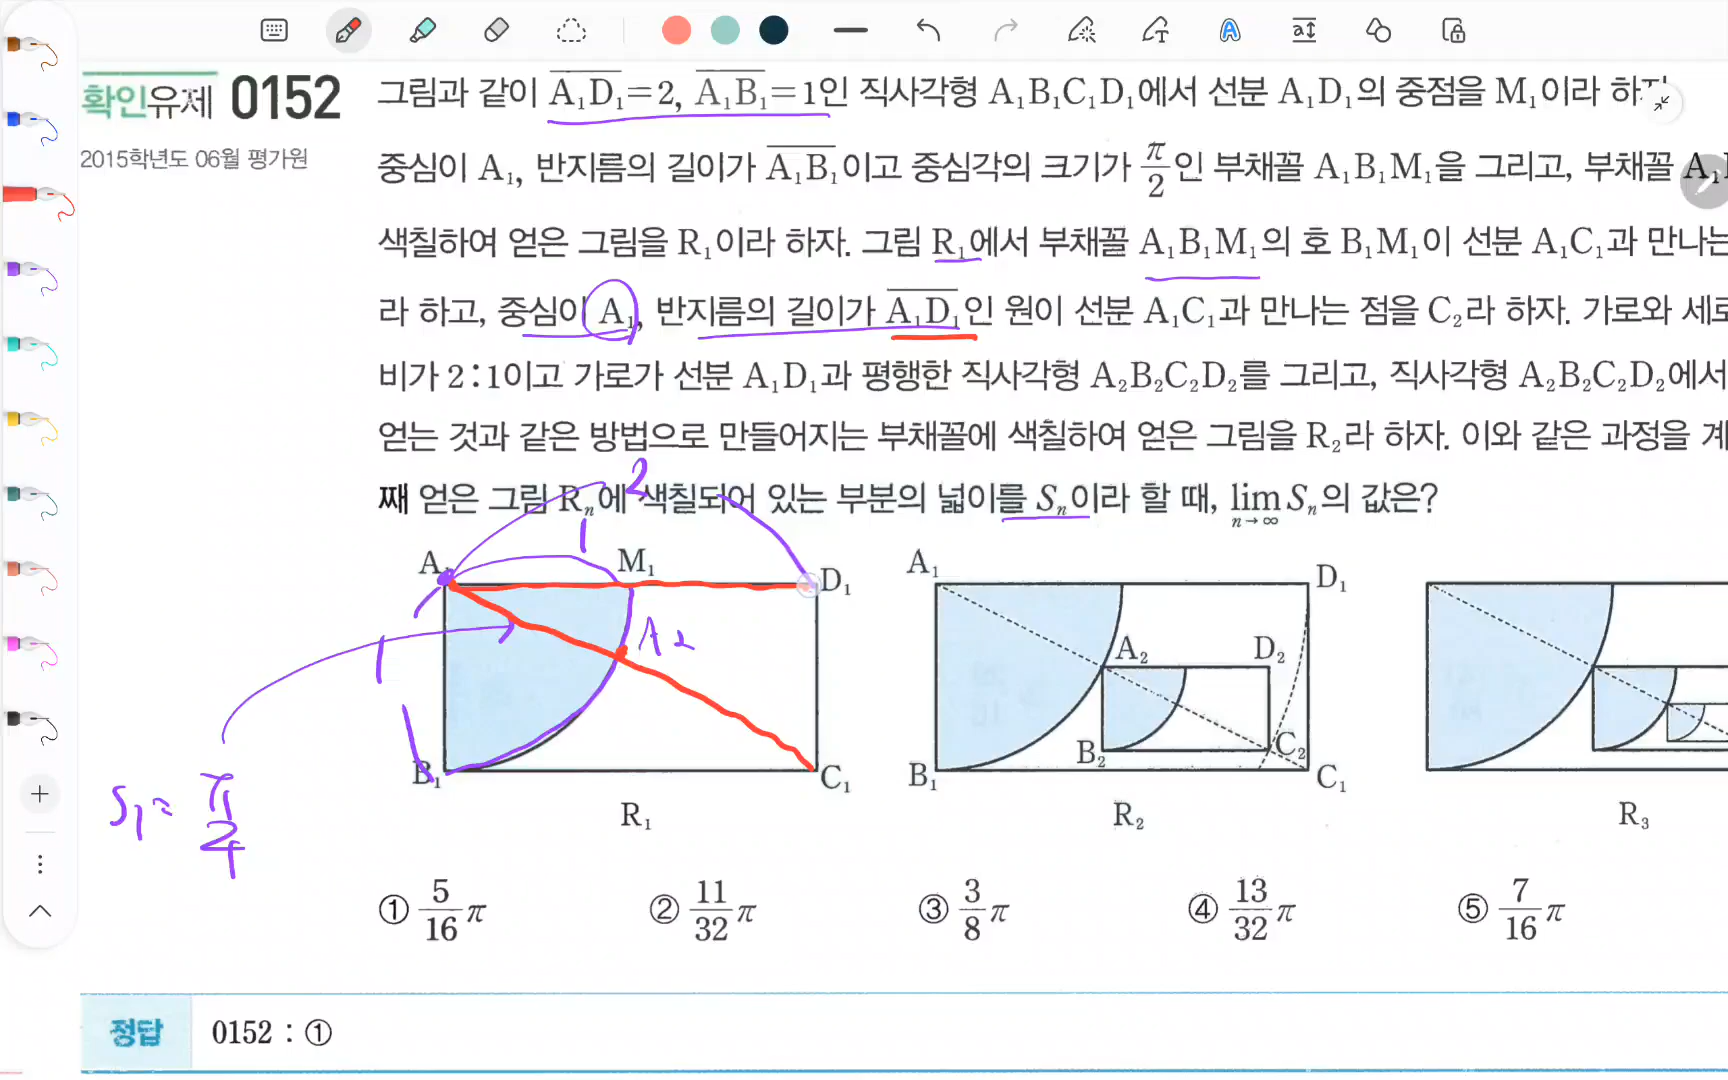 확인유제 0152
2015학년도 06월 평가원
그림과 같이 A₁D₁=2, A₁B₁=1인 직사각형 A₁B₁C₁D₁에서 선분 A₁D₁의 중점을 M₁이라 하자
중심이 A₁, 반지름의 길이가 A₁B₁이고 중심각의 크기가 π/2인 부채꼴 A₁B₁M₁을 그리고, 부채꼴
색칠하여 얻은 그림을 R₁이라 하자. 그림 R₁에서 부채꼴 A₁B₁M₁의 호 B₁M₁이 선분 A₁C₁과 만나는
라 하고, 중심이 A₁, 반지름의 길이가 A₁D₁인 원이 선분 A₁C₁과 만나는 점을 C₂라 하자. 가로와 세로
비가 2:1이고 가로가 선분 A₁D₁과 평행한 직사각형 A₂B₂C₂D₂를 그리고, 직사각형 A₂B₂C₂D₂에서
얻는 것과 같은 방법으로 만들어지는 부채꼴에 색칠하여 얻은 그림을 R₂라 하자. 이와 같은 과정을 계
째 얻은 그림 Rₙ에 색칠되어 있는 부분의 넓이를 Sₙ이라 할 때, lim Sₙ의 값은?
n→∞
2
1
A₁ M₁ D₁
A2
1
B₁ C₁
R₁
S1 = π/4
A₁ D₁
A₂ D₂
B₂ C₂
B₁ C₁
R₂
R₃
① 5/16 π ② 11/32 π ③ 3/8 π ④ 13/32 π ⑤ 7/16 π
정답 0152 : ①